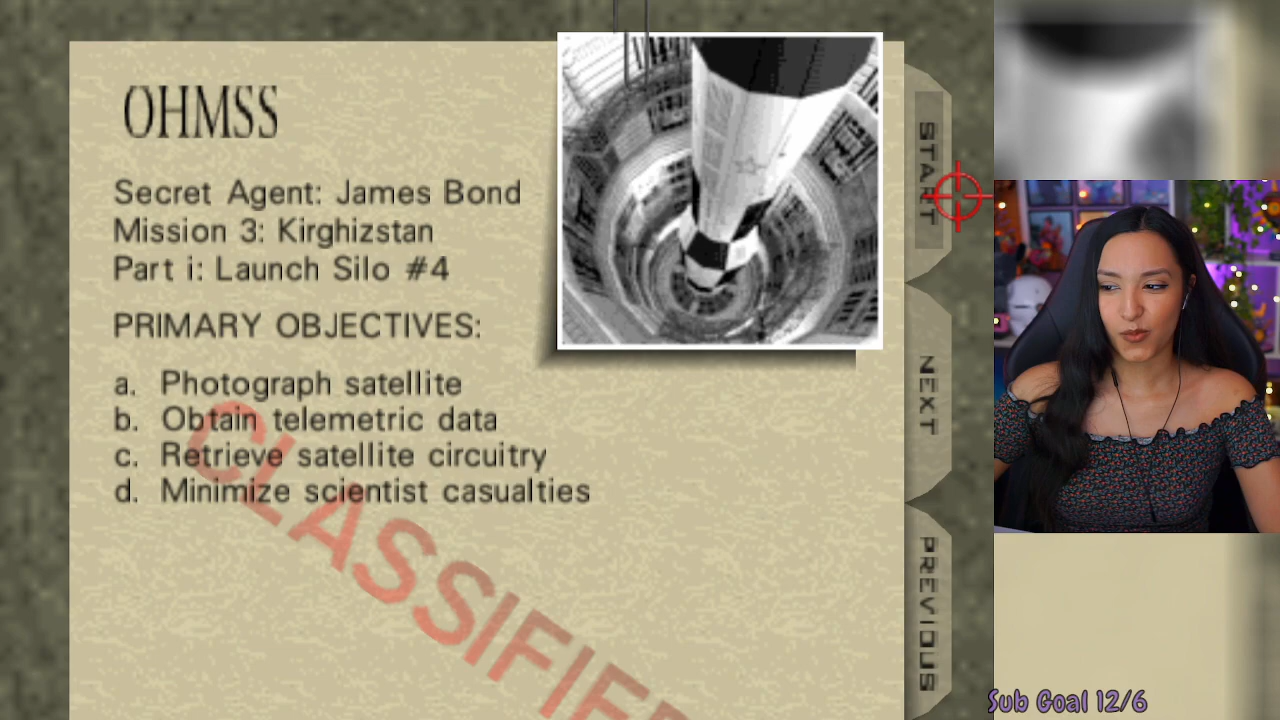 OHMSS
Secret Agent: James Bond
Mission 3: Kirghizstan
Part i: Launch Silo #4
PRIMARY OBJECTIVES:
a. Photograph satellite
b. Obtain telemetric data
c. Retrieve satellite circuitry
d. Minimize scientist casualties
CLASSIFIE
START
NEXT
PREVIOUS
Sub Goal 12/6